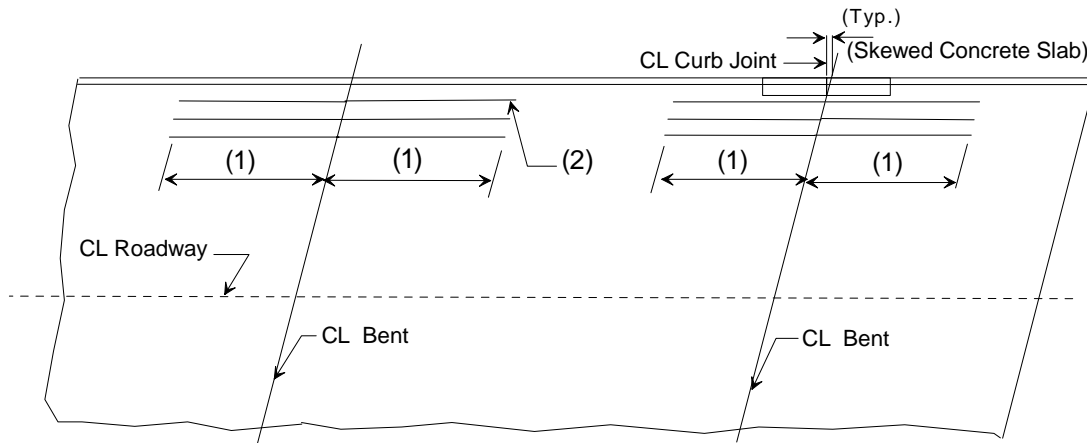 (Typ.)
CL Curb Joint
(Skewed Concrete Slab)
(1)
(1)
(2)
(1)
(1)
CL Roadway
CL Bent
CL Bent